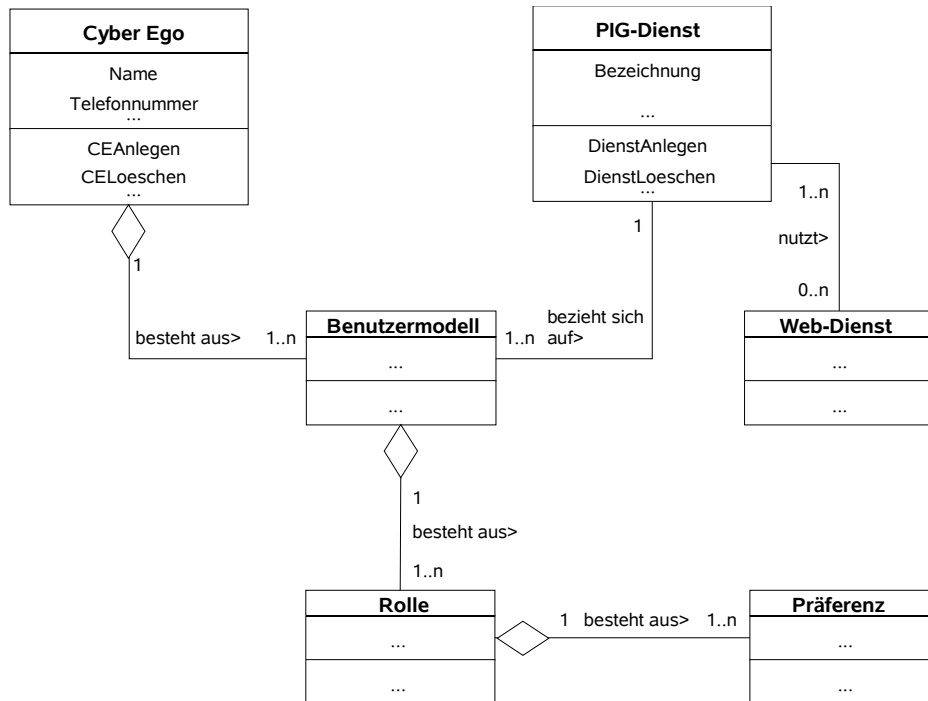 Cyber Ego
Name
Telefonnummer
...
CEAnlegen
CELoeschen
...
PIG-Dienst
Bezeichnung
...
DienstAnlegen
DienstLoeschen
...
1
besteht aus>
1..n
1
bezieht sich
auf>
1..n
1..n
nutzt>
0..n
Benutzermodell
...
...
Web-Dienst
...
...
1
besteht aus>
1..n
Rolle
...
...
1 besteht aus> 1..n
Präferenz
...
...